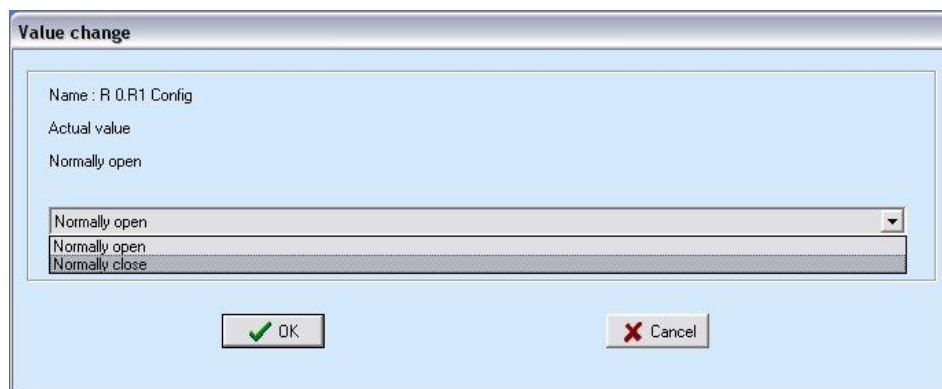 Value change
Name : R 0.R1 Config
Actual value
Normally open
Normally open
Normally open
Normally close
OK
Cancel